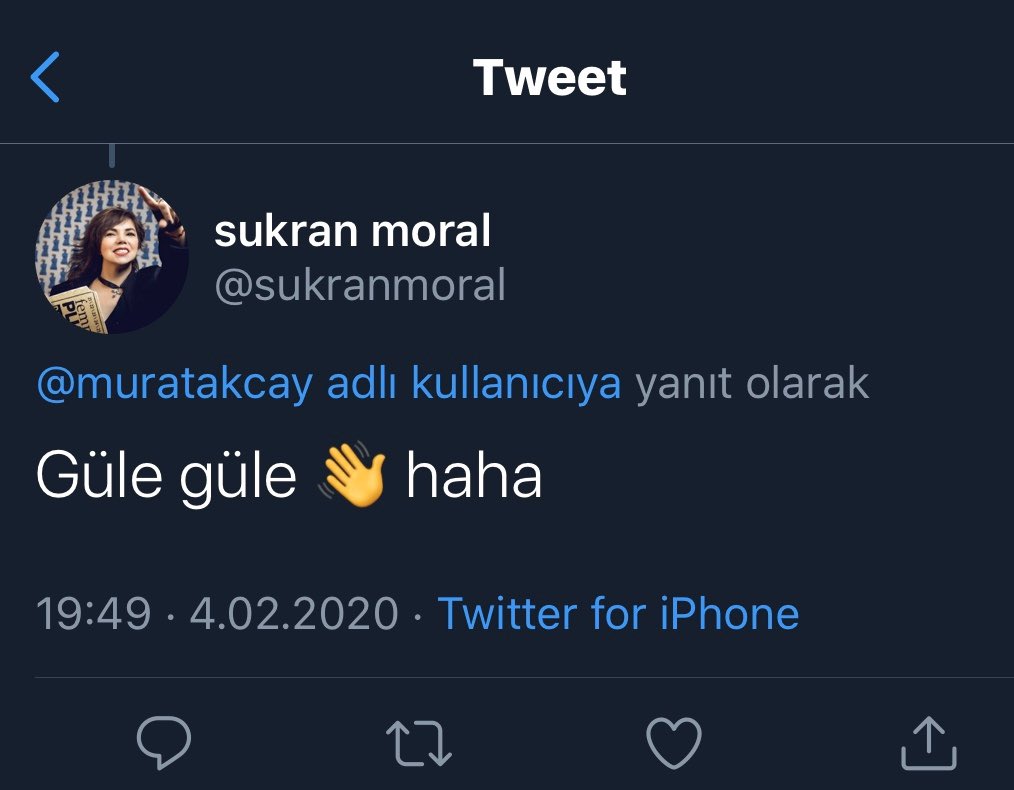 Tweet
sukran moral
@sukranmoral
@muratakcay adlı kullanıcıya yanıt olarak
Güle güle 👋 haha
19:49 · 4.02.2020 · Twitter for iPhone